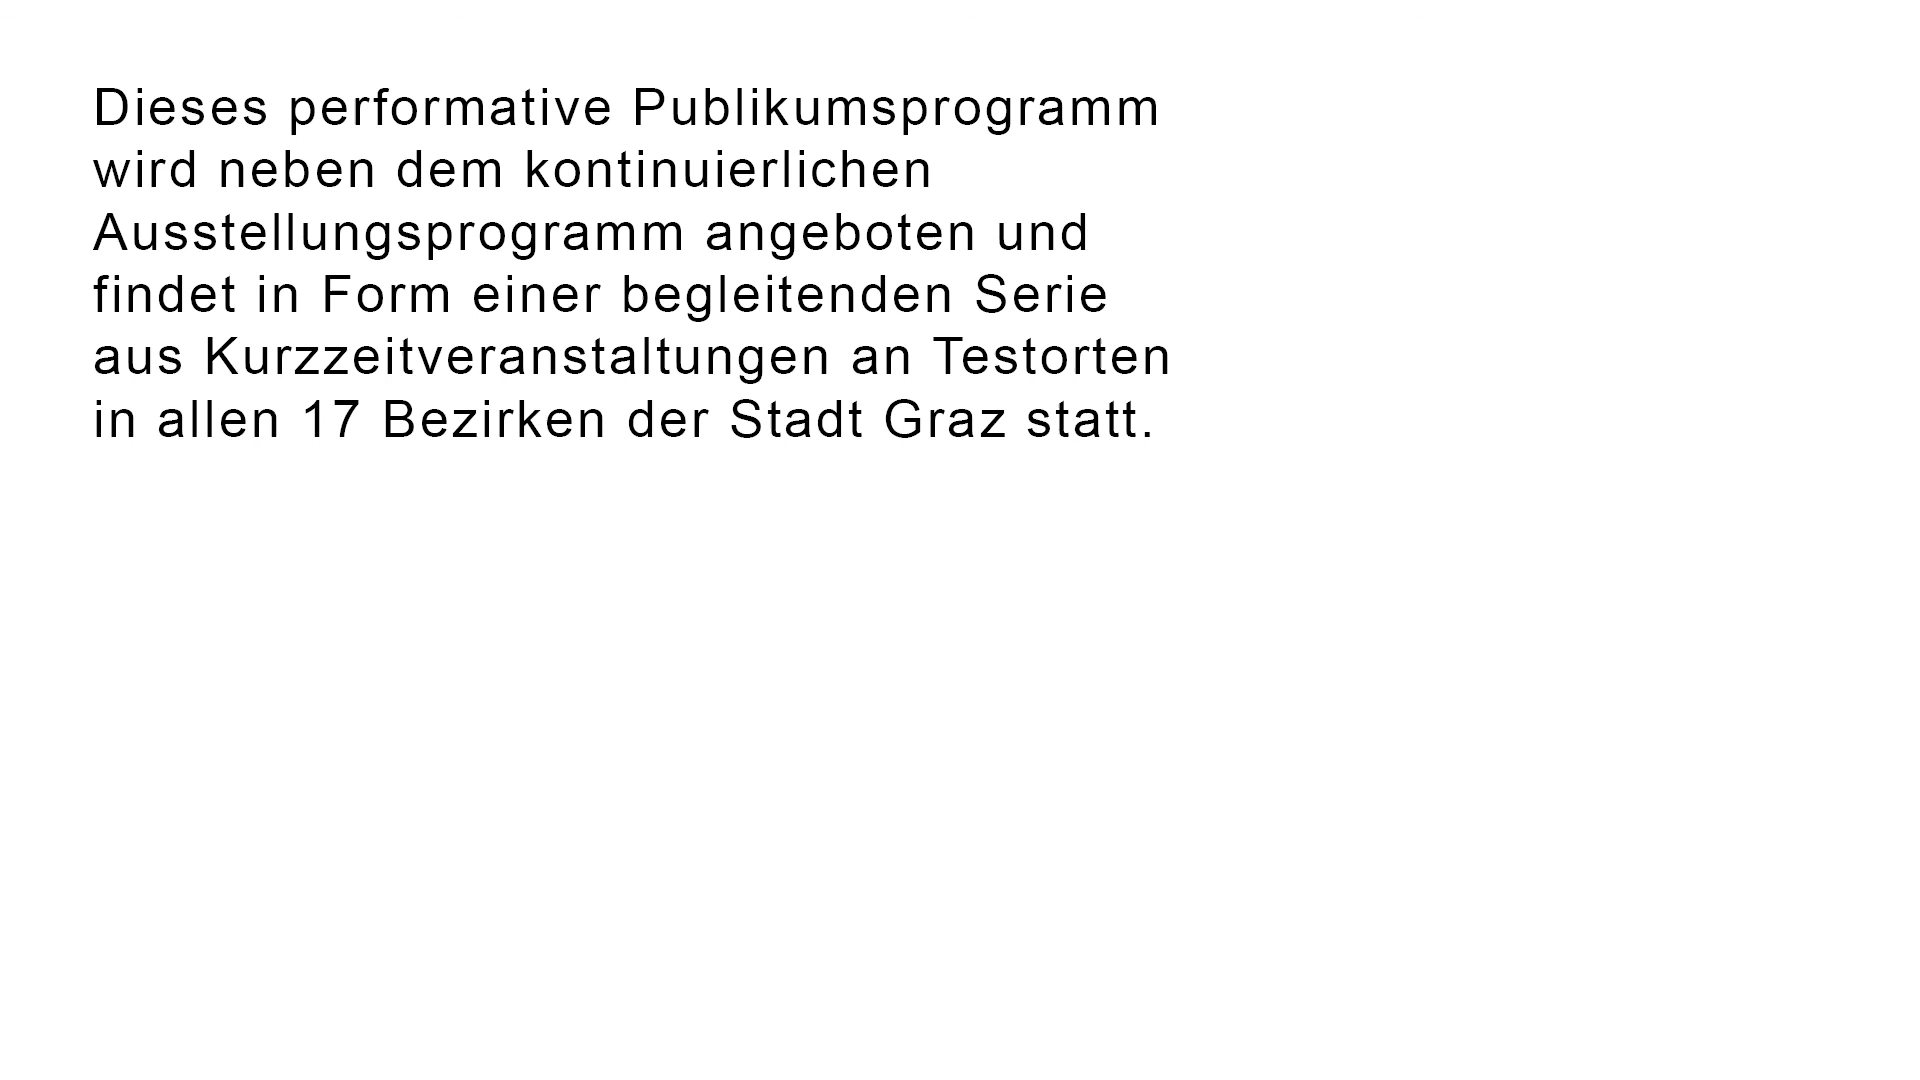 Dieses performative Publikumsprogramm
wird neben dem kontinuierlichen
Ausstellungsprogramm angeboten und
findet in Form einer begleitenden Serie
aus Kurzzeitveranstaltungen an Testorten
in allen 17 Bezirken der Stadt Graz statt.